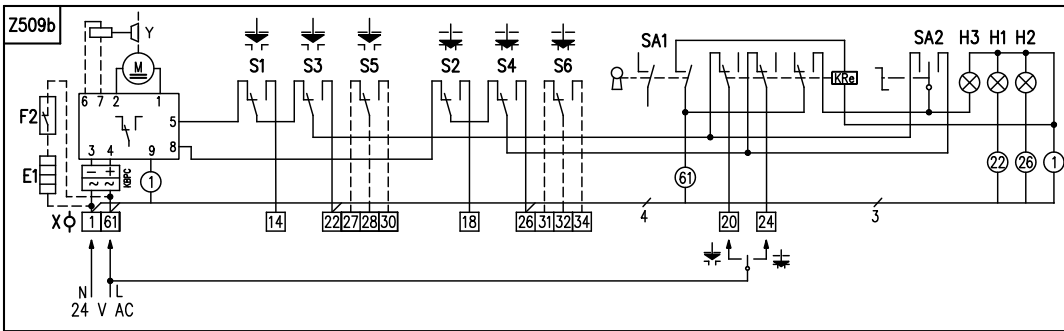 Z509b
Y
M
S1 S3 S5 S2 S4 S6 SA1 SA2 H3 H1 H2
KRe
6 7 2 1
F2
5
8
3 4 9
E1
KBPC
1
61
22
26
1
X 1 61 14 22 27 28 30 18 26 31 32 34 4 20 24 3
N L
24 V AC